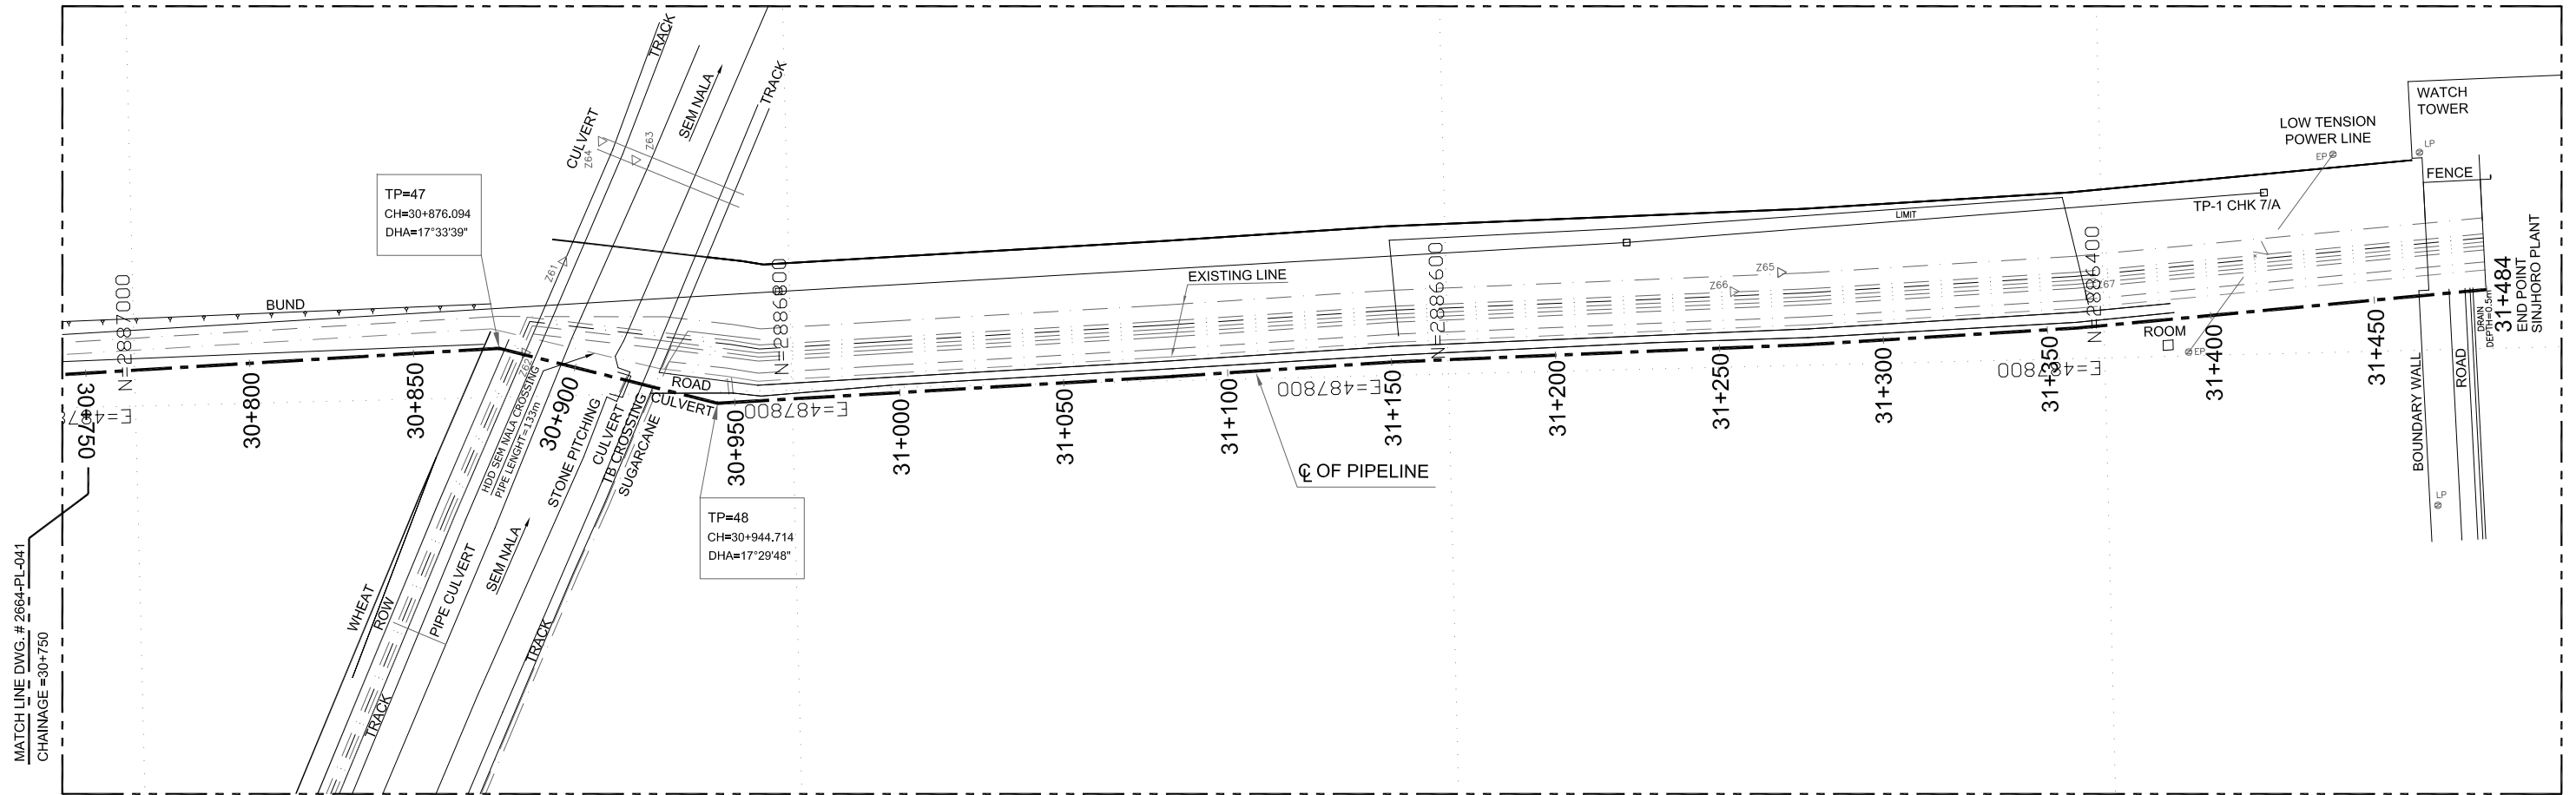 TRACK
SEM NALA
TRACK
CULVERT
Z64
Z63
WATCH
TOWER
LOW TENSION
POWER LINE
EP
LP
FENCE
TP-1 CHK 7/A
TP=47
CH=30+876.094
DHA=17°33'39"
LIMIT
Z61
BUND
N=2887000
N=2886800
EXISTING LINE
N=2886600
Z66
Z65
N=2886400
Z67
31+484
END POINT
SINJHORO PLANT
DRAIN
DEPTH=0.5m
ROOM
EP
Z62
ROAD
CULVERT
E=487800
E=487800
E=487800
30+750
30+800
30+850
30+900
30+950
31+000
31+050
31+100
31+150
31+200
31+250
31+300
31+350
31+400
31+450
HDD SEM NALA CROSSING
PIPE LENGHT=133m
STONE PITCHING
CULVERT
TB CROSSING
SUGARCANE
℄ OF PIPELINE
BOUNDARY WALL
ROAD
LP
TP=48
CH=30+944.714
DHA=17°29'48"
WHEAT
ROW
PIPE CULVERT
SEM NALA
TRACK
TRACK
MATCH LINE DWG. # 2664-PL-041
CHAINAGE =30+750